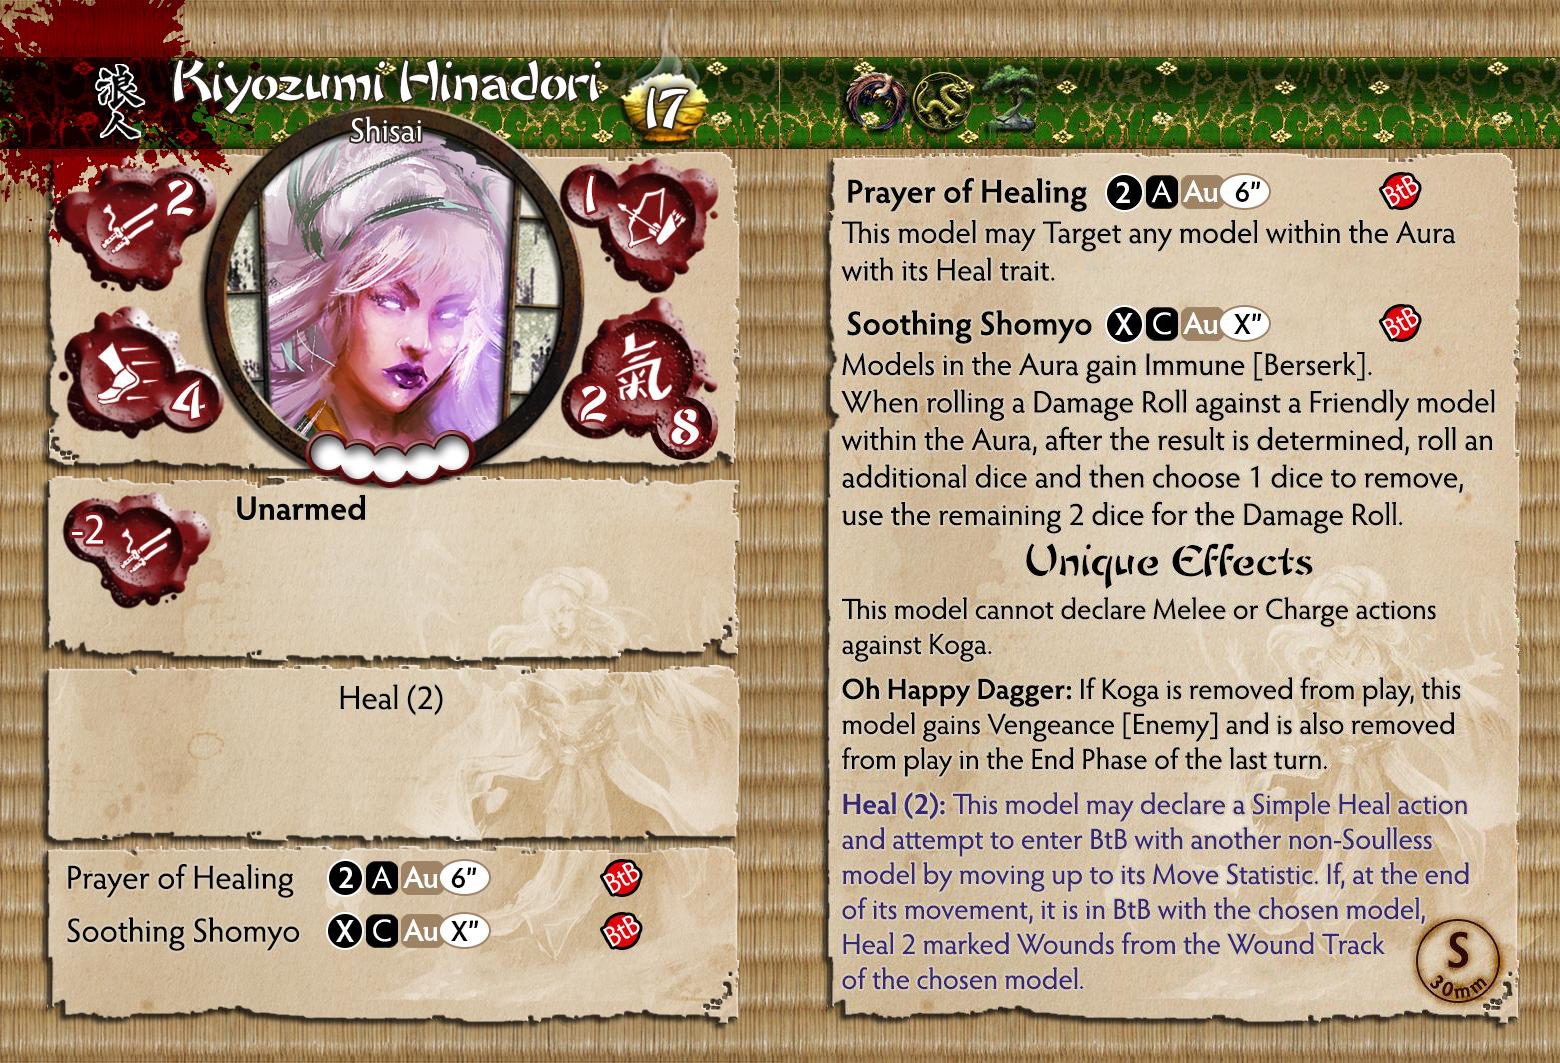 浪人
Kiyozumi Hinadori
17
Shisai
2
1
4
氣
2
8
-2
Unarmed
Heal (2)
Prayer of Healing 2 A Au 6" BtB
Soothing Shomyo X C Au X" BtB
Prayer of Healing 2 A Au 6" BtB
This model may Target any model within the Aura
with its Heal trait.
Soothing Shomyo X C Au X" BtB
Models in the Aura gain Immune [Berserk].
When rolling a Damage Roll against a Friendly model
within the Aura, after the result is determined, roll an
additional dice and then choose 1 dice to remove,
use the remaining 2 dice for the Damage Roll.
Unique Effects
This model cannot declare Melee or Charge actions
against Koga.
Oh Happy Dagger: If Koga is removed from play, this
model gains Vengeance [Enemy] and is also removed
from play in the End Phase of the last turn.
Heal (2): This model may declare a Simple Heal action
and attempt to enter BtB with another non-Soulless
model by moving up to its Move Statistic. If, at the end
of its movement, it is in BtB with the chosen model,
Heal 2 marked Wounds from the Wound Track
of the chosen model.
S
30mm